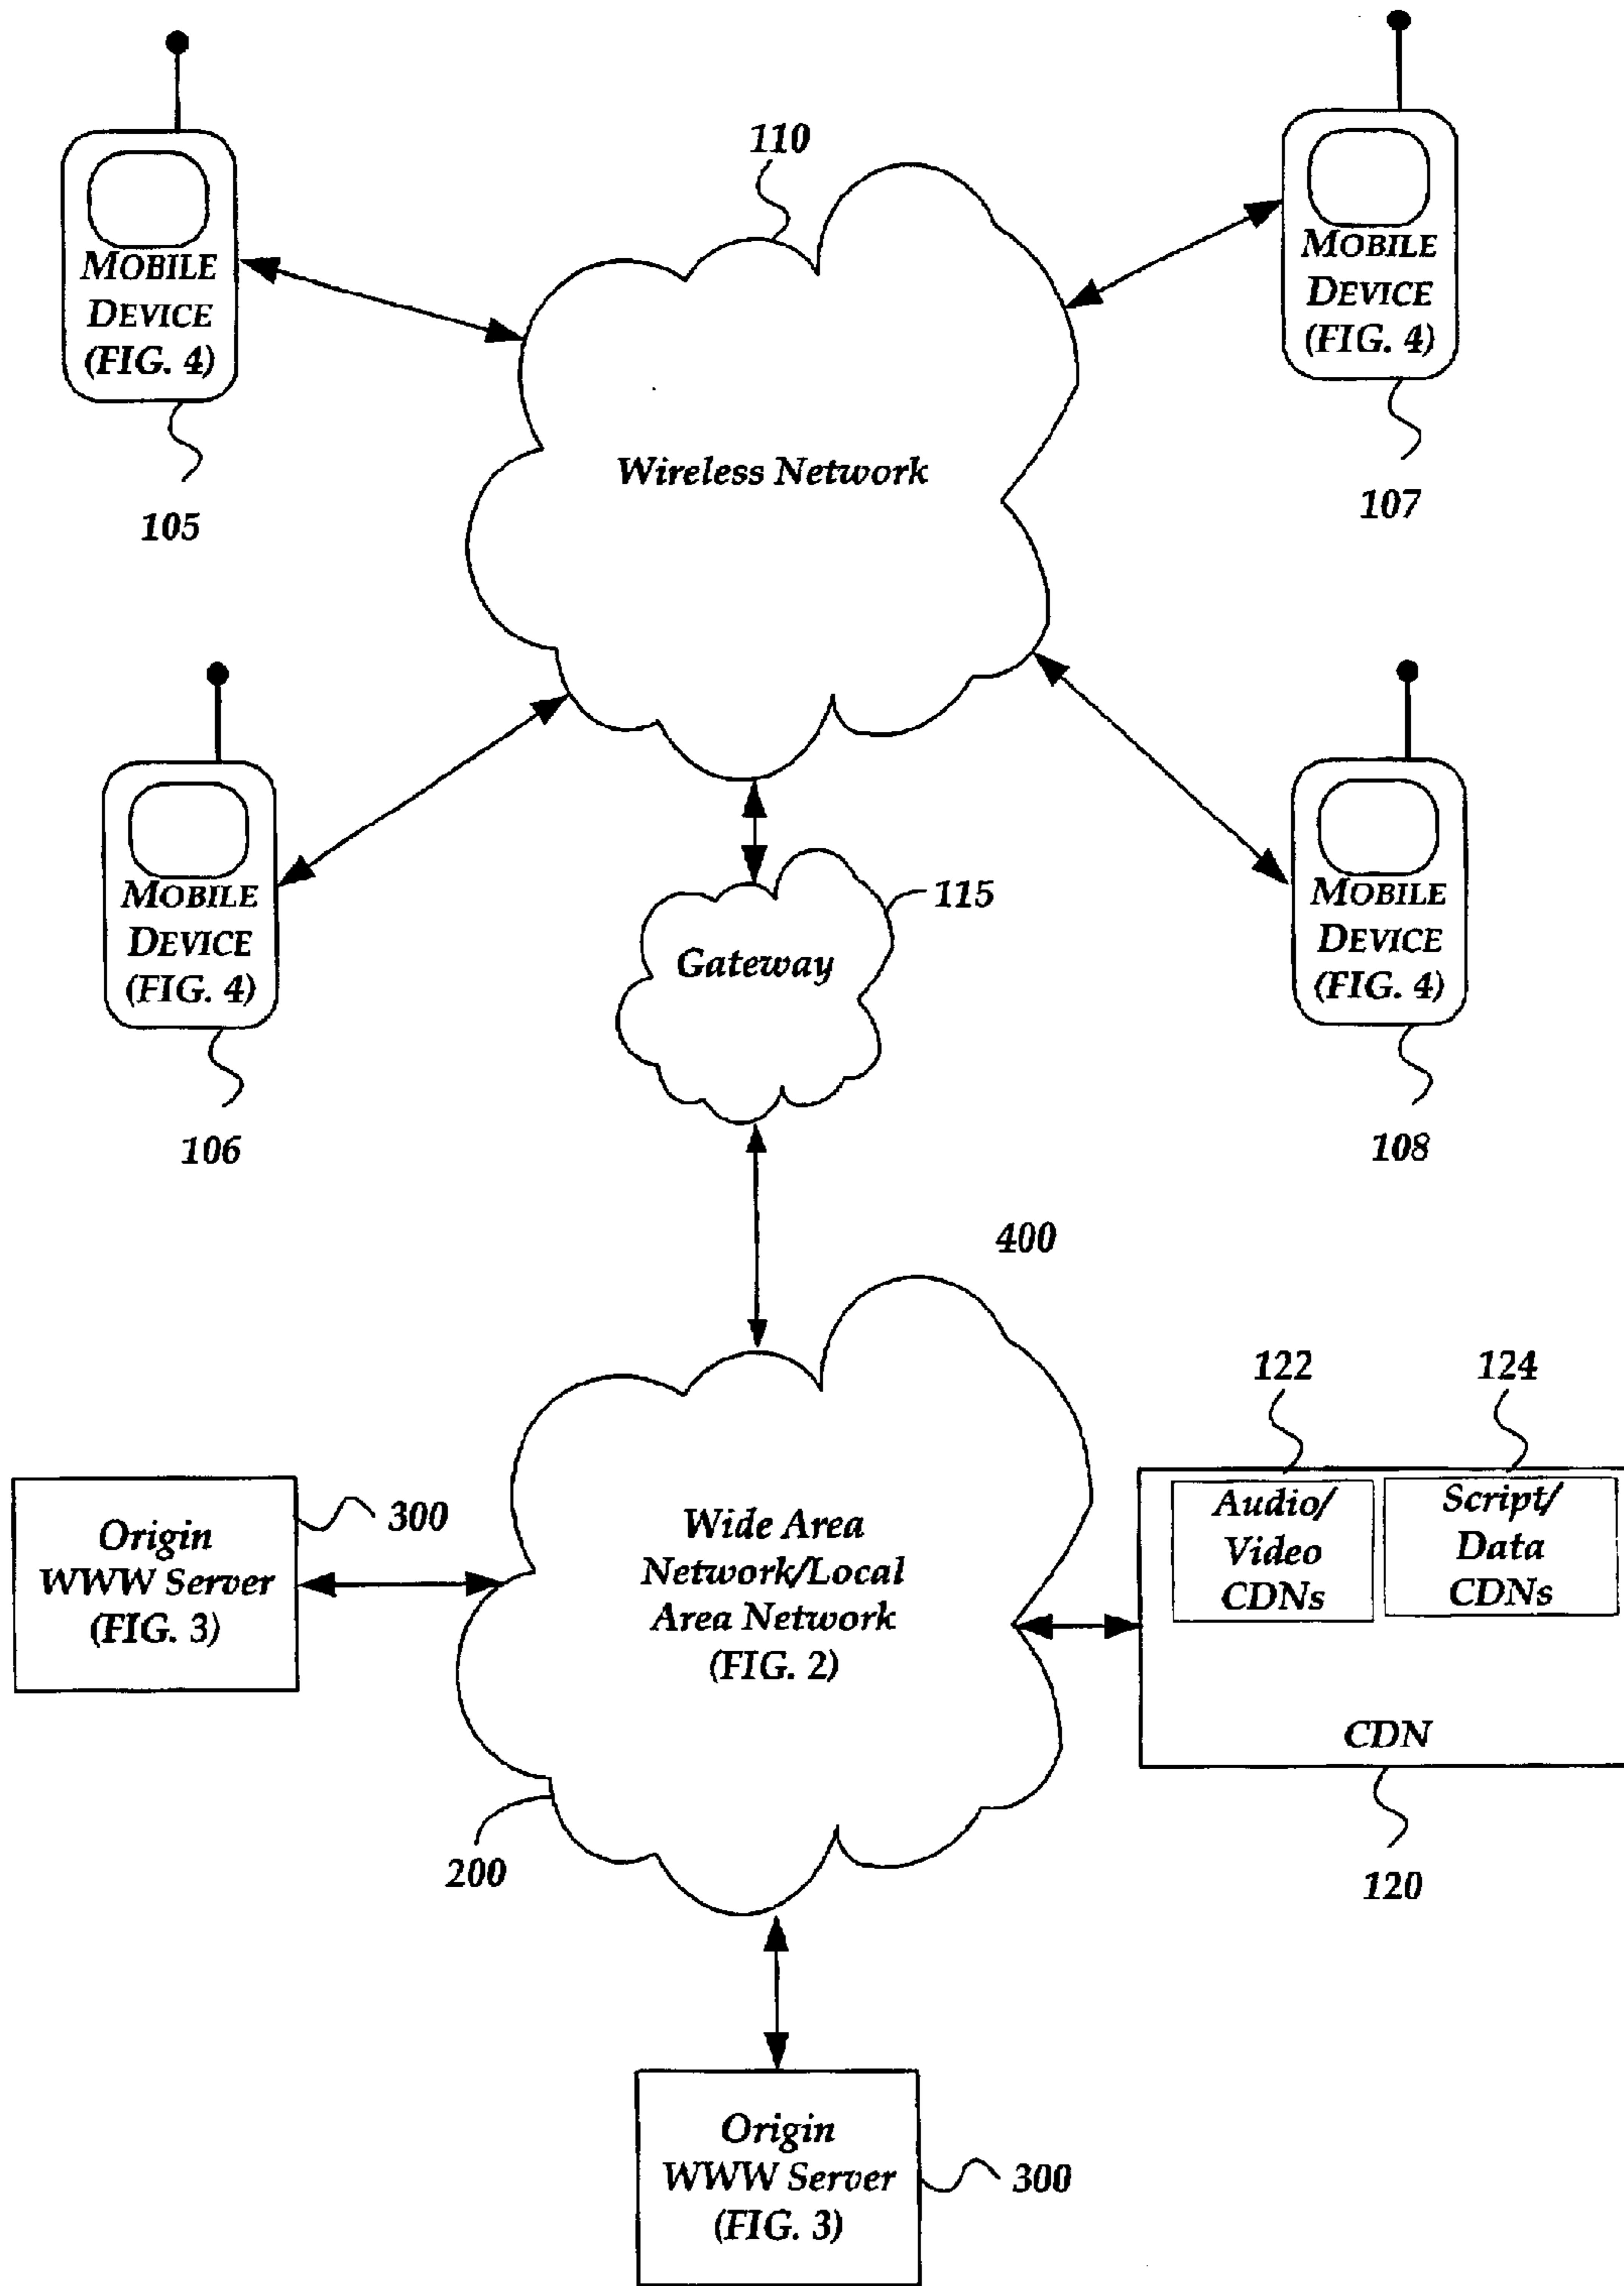 110
MOBILE
DEVICE
(FIG. 4)
105
MOBILE
DEVICE
(FIG. 4)
107
Wireless Network
MOBILE
DEVICE
(FIG. 4)
106
MOBILE
DEVICE
(FIG. 4)
108
115
Gateway
400
122
124
Origin
WWW Server
(FIG. 3)
300
Wide Area
Network/Local
Area Network
(FIG. 2)
Audio/
Video
CDNs
Script/
Data
CDNs
CDN
200
120
Origin
WWW Server
(FIG. 3)
300